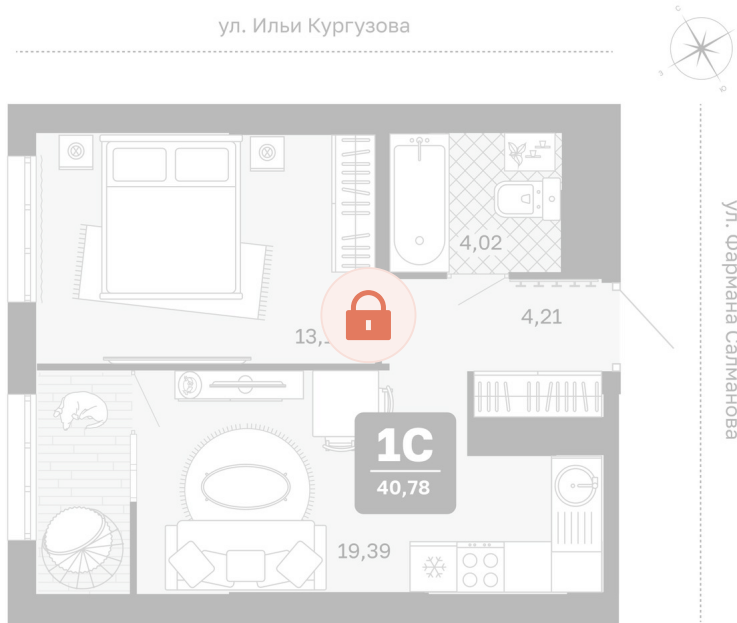 ул. Ильи Кургузова
с
з
ю
ул. Фармана Салманова
4,02
4,21
1С
40,78
19,39